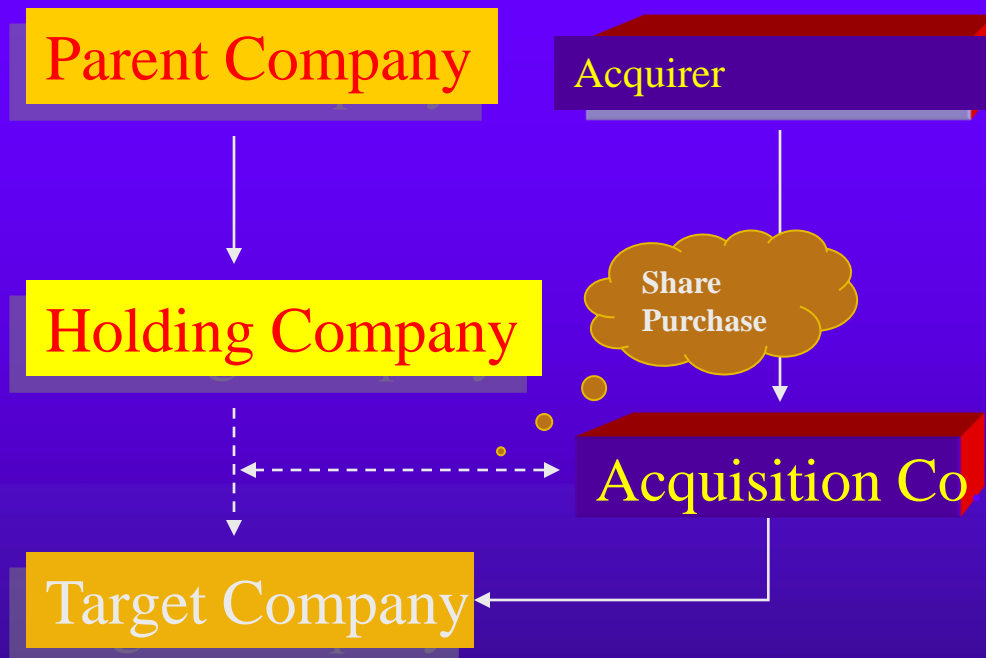 Parent Company
Acquirer
Share
Purchase
Holding Company
Acquisition Co
Target Company